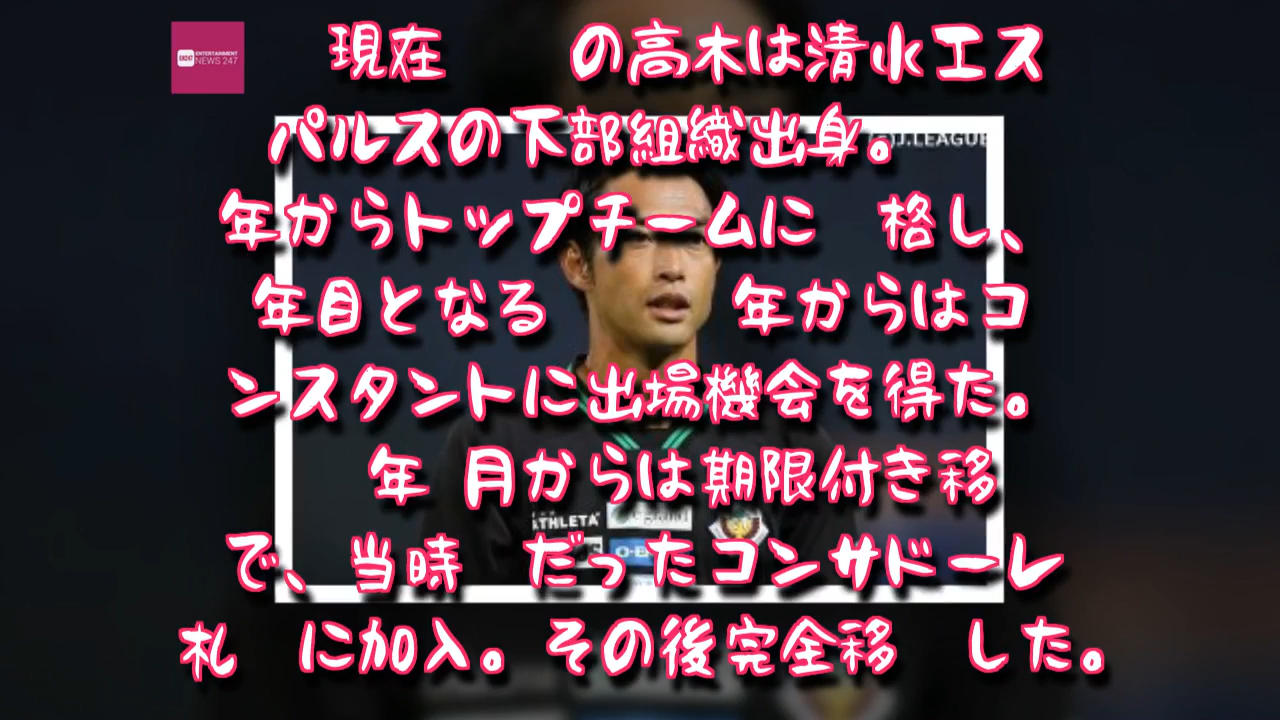 ENTERTAINMENT
NEWS 247
現在 の高木は清水エス
パルスの下部組織出身。
J.LEAGUE
年からトップチームに 格し、
年目となる 年からはコ
ンスタントに出場機会を得た。
年 月からは期限付き移
ATHLETA
で、当時 だったコンサドーレ
札 に加入。その後完全移 した。